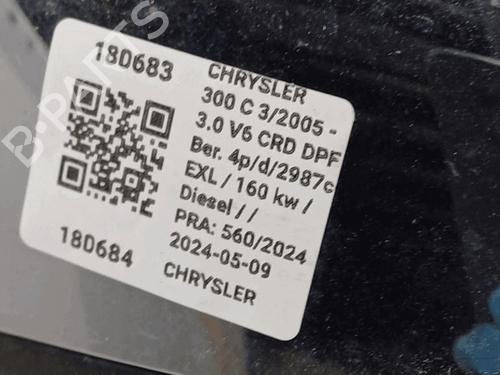 180683
CHRYSLER
300 C 3/2005 -
3.0 V6 CRD DPF
Ber. 4p/d/2987c
EXL / 160 kw /
Diesel / /
PRA: 560/2024
2024-05-09
180684
CHRYSLER
B-PARTS